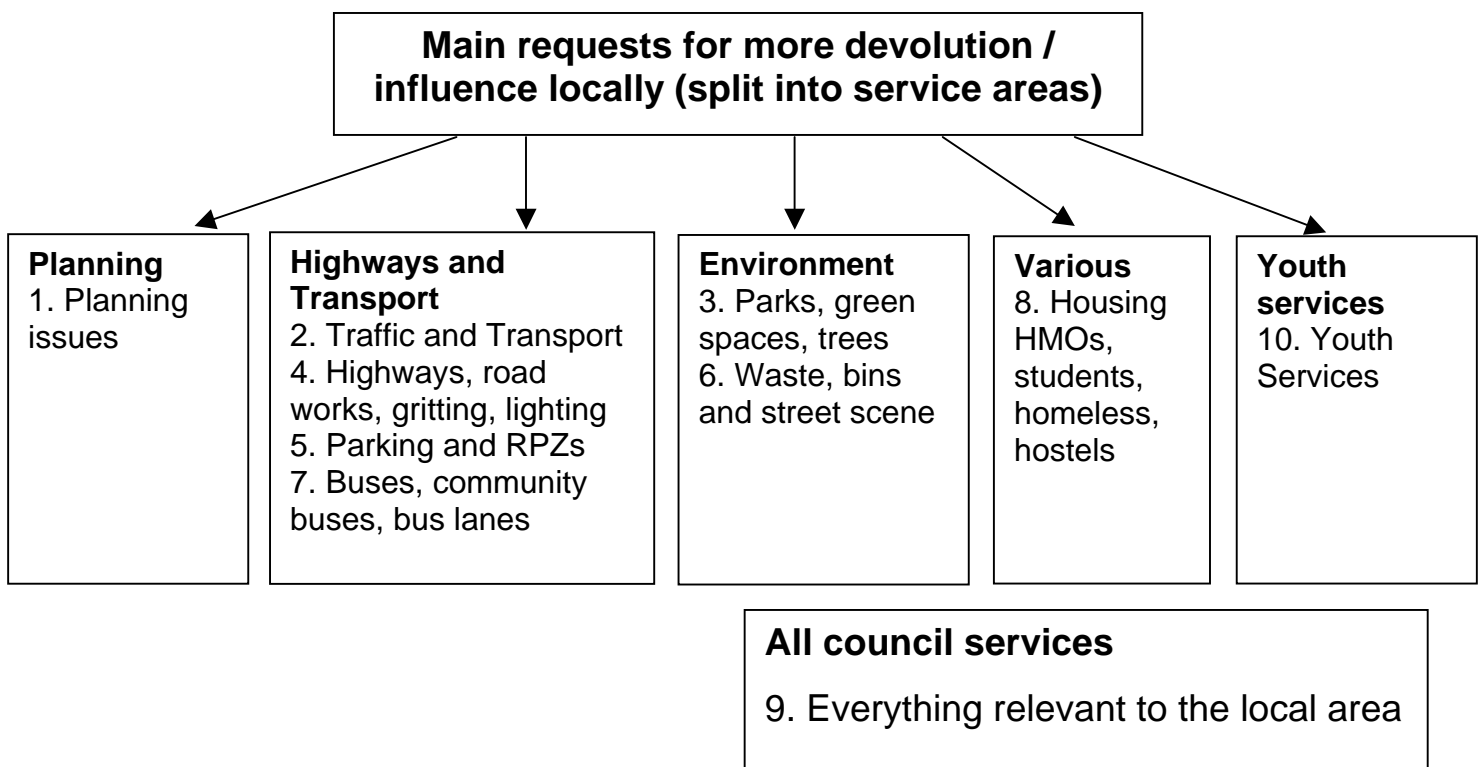 Main requests for more devolution /
influence locally (split into service areas)
Planning
1. Planning
issues
Highways and
Transport
2. Traffic and Transport
4. Highways, road
works, gritting, lighting
5. Parking and RPZs
7. Buses, community
buses, bus lanes
Environment
3. Parks, green
spaces, trees
6. Waste, bins
and street scene
Various
8. Housing
HMOs,
students,
homeless,
hostels
Youth
services
10. Youth
Services
All council services
9. Everything relevant to the local area